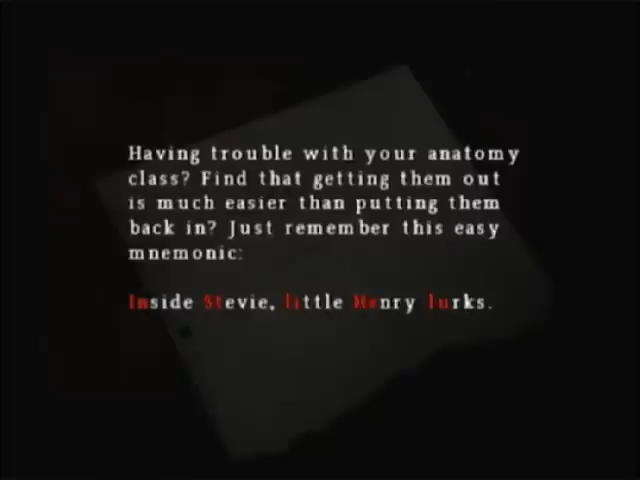 Having trouble with your anatomy
class? Find that getting them out
is much easier than putting them
back in? Just remember this easy
mnemonic:
Inside Stevie, little Henry lurks.